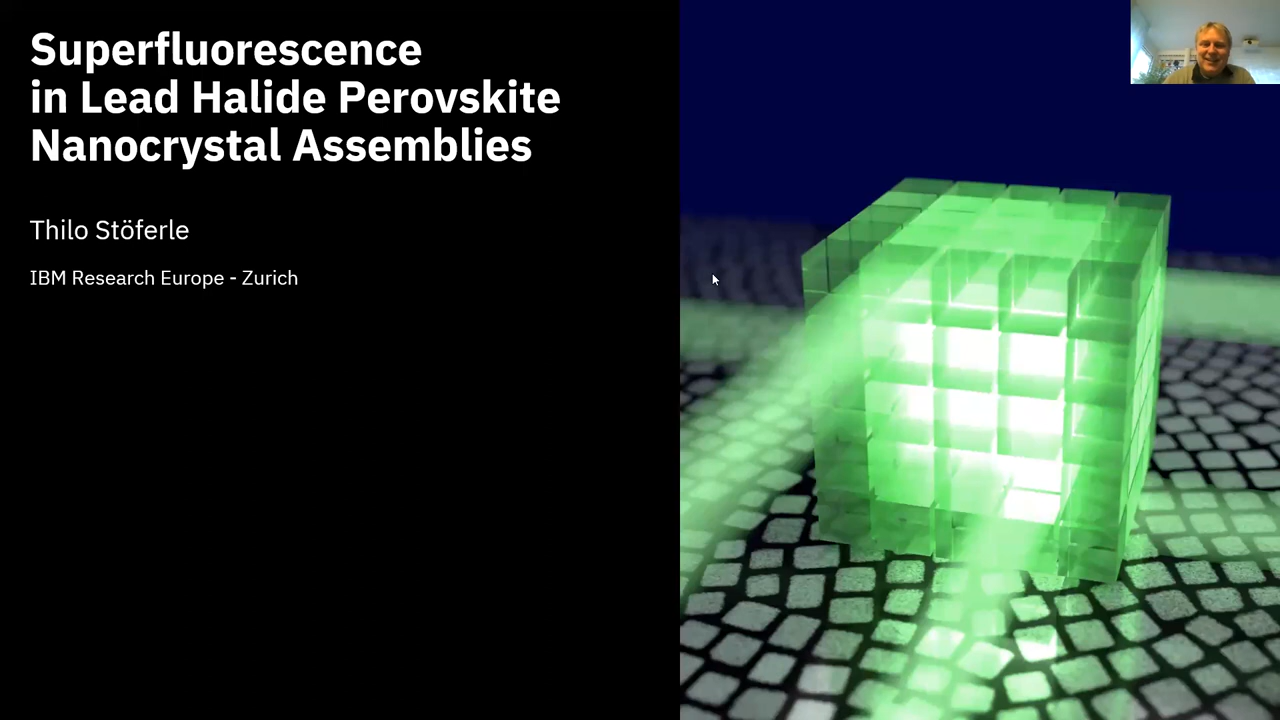 Superfluorescence
in Lead Halide Perovskite
Nanocrystal Assemblies
Thilo Stöferle
IBM Research Europe - Zurich